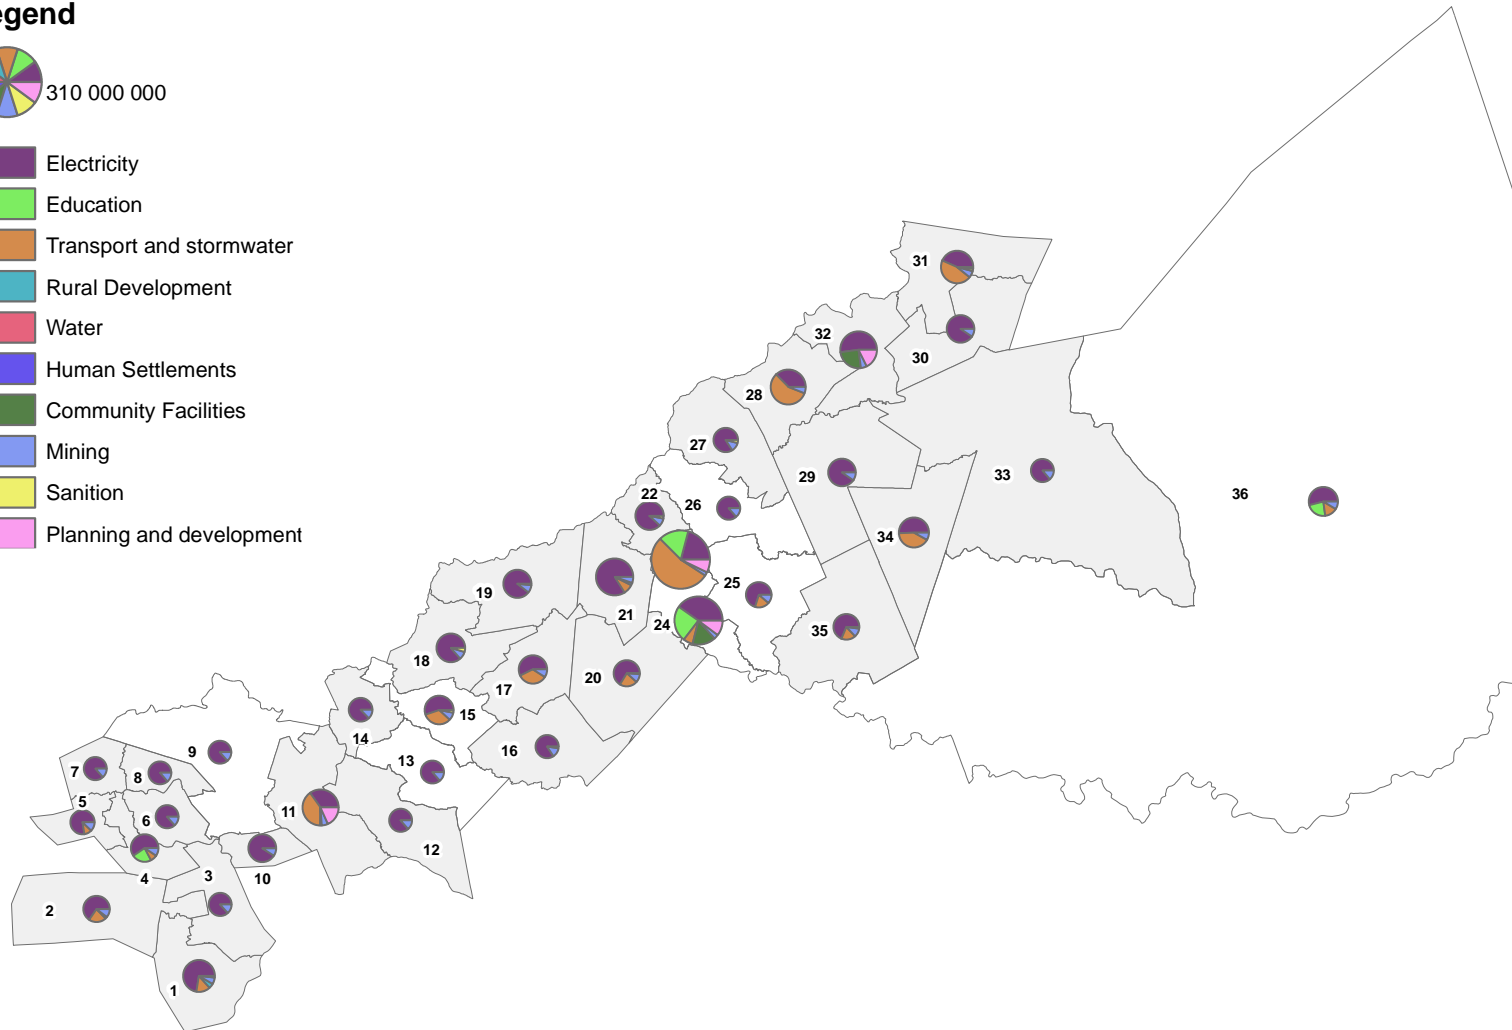 egend
310 000 000
Electricity
Education
Transport and stormwater
Rural Development
Water
Human Settlements
Community Facilities
Mining
Sanition
Planning and development
31
32
30
28
27
29
33
36
22
26
34
19
25
21
24
35
18
17
20
15
14
16
9
13
7
8
5
11
6
12
4
3
10
2
1